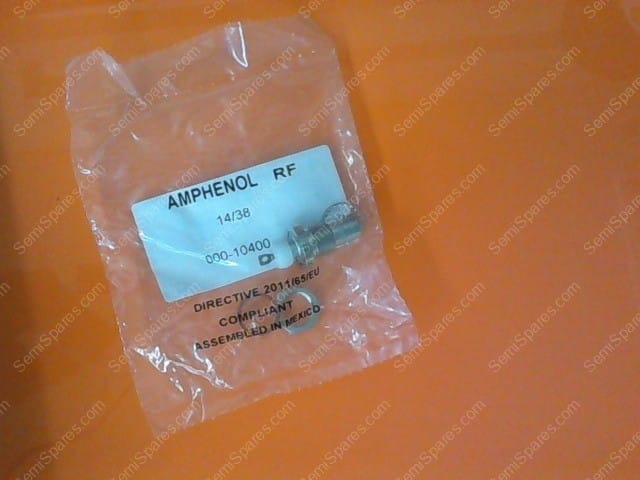 AMPHENOL RF
14/38
000-10400
DIRECTIVE 2011/65/EU
COMPLIANT
ASSEMBLED IN MEXICO
SemiSpares.com